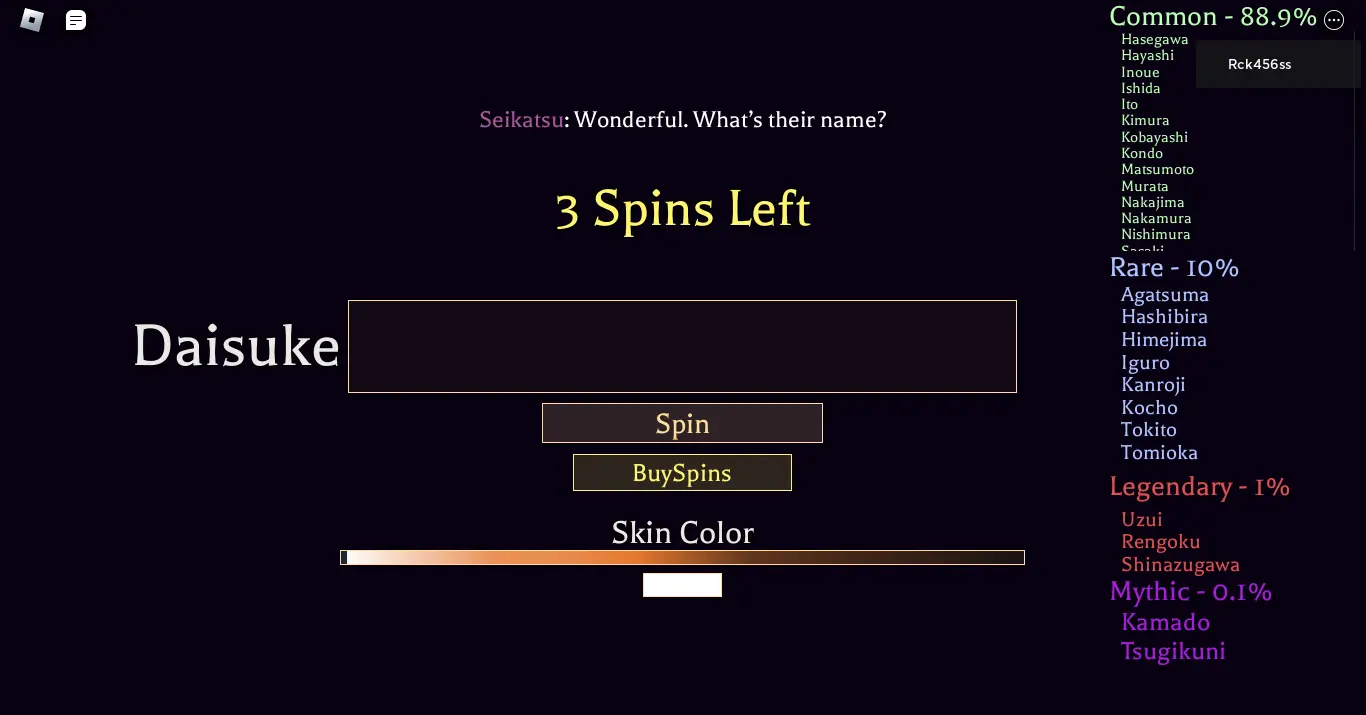 Seikatsu: Wonderful. What's their name?
3 Spins Left
Daisuke
Spin
BuySpins
Skin Color
Common - 88.9%
Hasegawa
Hayashi
Inoue
Ishida
Ito
Kimura
Kobayashi
Kondo
Matsumoto
Murata
Nakajima
Nakamura
Nishimura
Rck456ss
Rare - 10%
Agatsuma
Hashibira
Himejima
Iguro
Kanroji
Kocho
Tokito
Tomioka
Legendary - 1%
Uzui
Rengoku
Shinazugawa
Mythic - 0.1%
Kamado
Tsugikuni